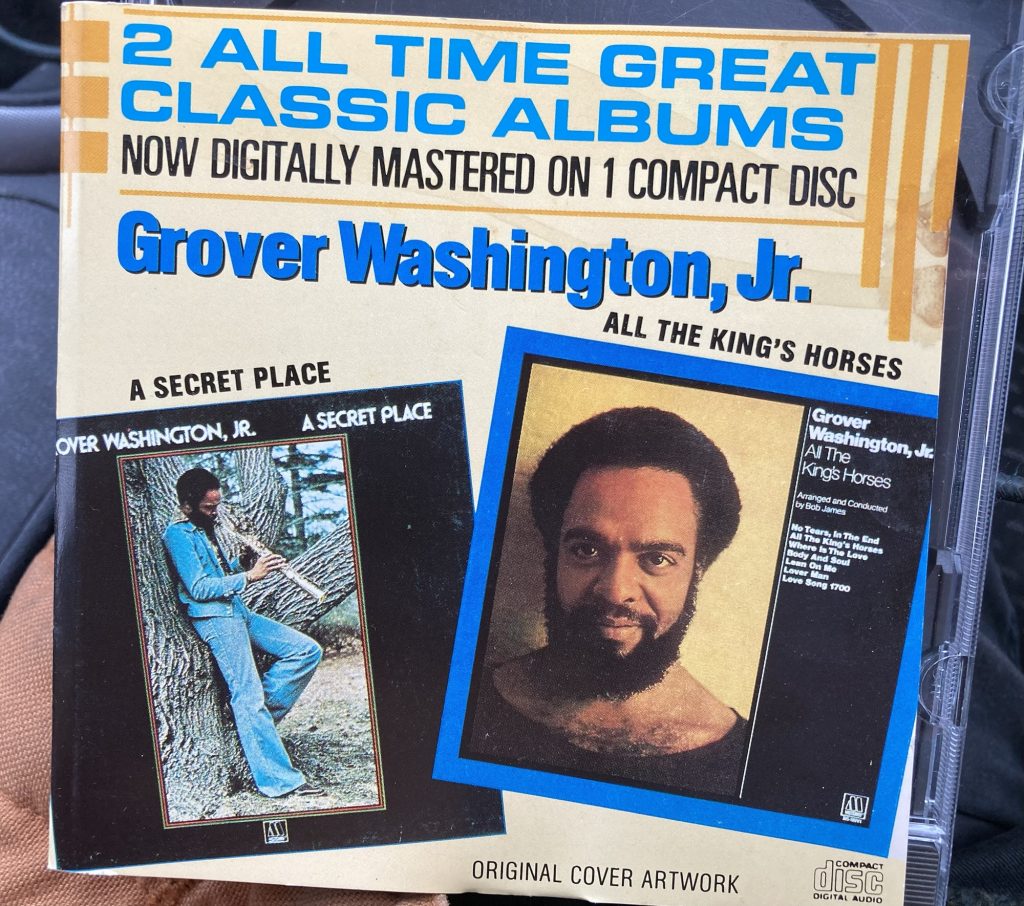 2 ALL TIME GREAT
CLASSIC ALBUMS
NOW DIGITALLY MASTERED ON 1 COMPACT DISC
Grover Washington, Jr.
ALL THE KING'S HORSES
A SECRET PLACE
OVER WASHINGTON, JR.
A SECRET PLACE
Grover
Washington, Jr.
All The
King's Horses
Arranged and Conducted
by Bob James
No Tears, In The End
All The King's Horses
Where Is The Love
Body And Soul
Lean On Me
Lover Man
Love Song 1700
ORIGINAL COVER ARTWORK
COMPACT
disc
DIGITAL AUDIO